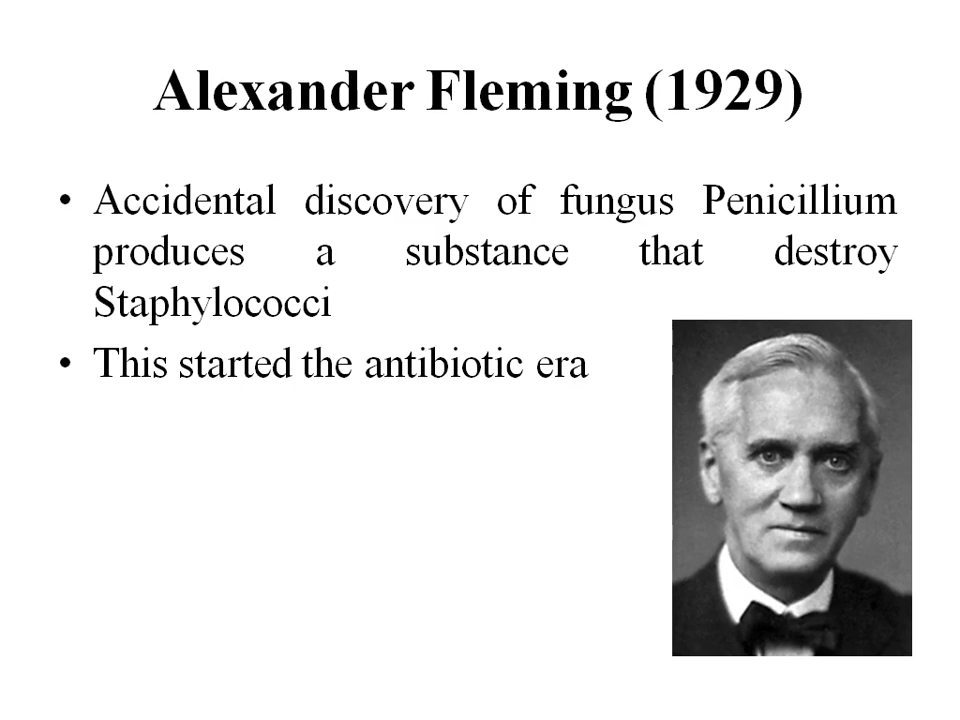 Alexander Fleming (1929)
• Accidental discovery of fungus Penicillium
produces a substance that destroy
Staphylococci
• This started the antibiotic era